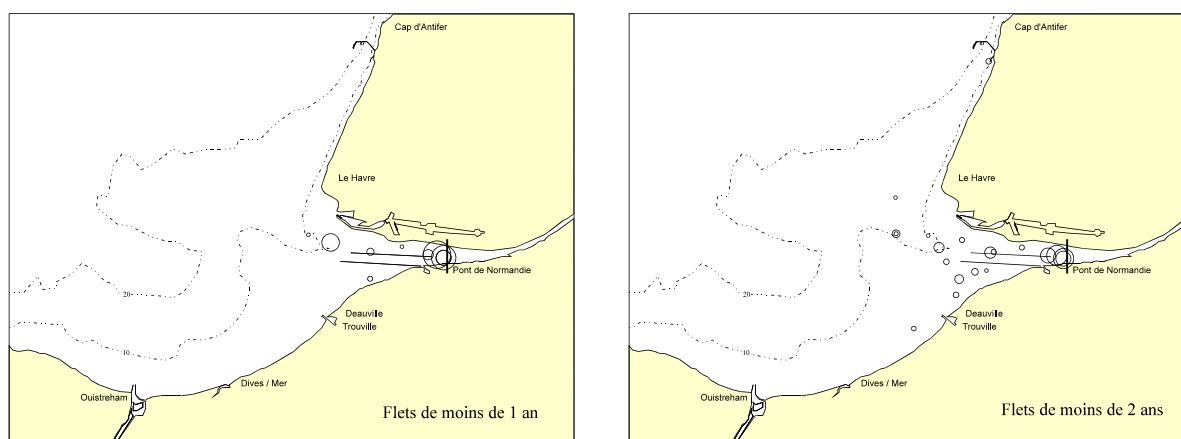 Cap d'Antifer
Le Havre
Pont de Normandie
20
Deauville
Trouville
10
Dives / Mer
Ouistreham
Flets de moins de 1 an
Cap d'Antifer
Le Havre
Pont de Normandie
20
Deauville
Trouville
10
Dives / Mer
Ouistreham
Flets de moins de 2 ans